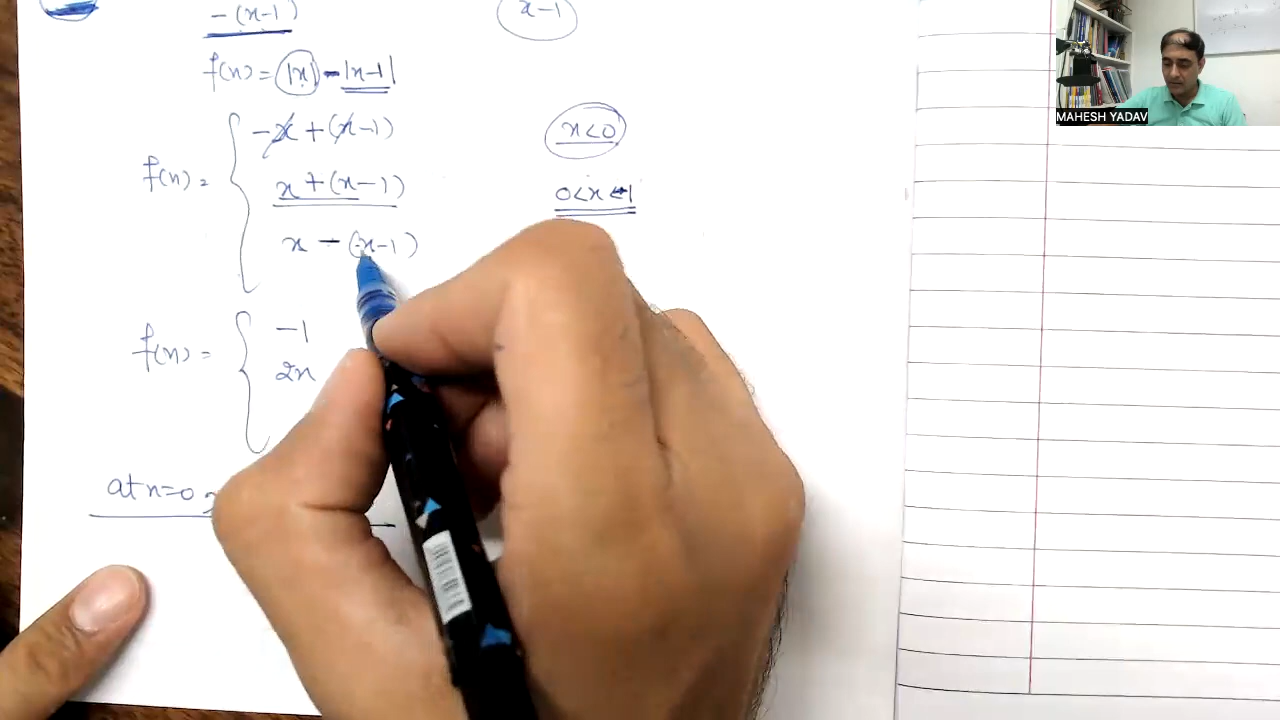 -(x-1)
x-1
f(x) = |x| - |x-1|
-x + (x-1) x<0
f(x) =
x + (x-1) 0<x<1
x - (x-1)
-1
f(x) =
2x
at x=0
MAHESH YADAV